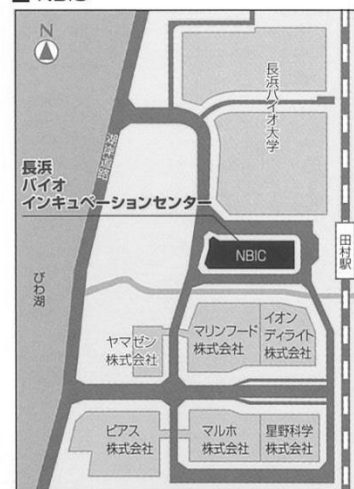 ■ NBIC
N
長浜バイオ大学
湖岸道路
長浜
バイオ
インキュベーションセンター
NBIC
田村駅
びわ湖
ヤマゼン
株式会社
マリンフード
株式会社
イオン
ディライト
株式会社
ピアス
株式会社
マルホ
株式会社
星野科学
株式会社